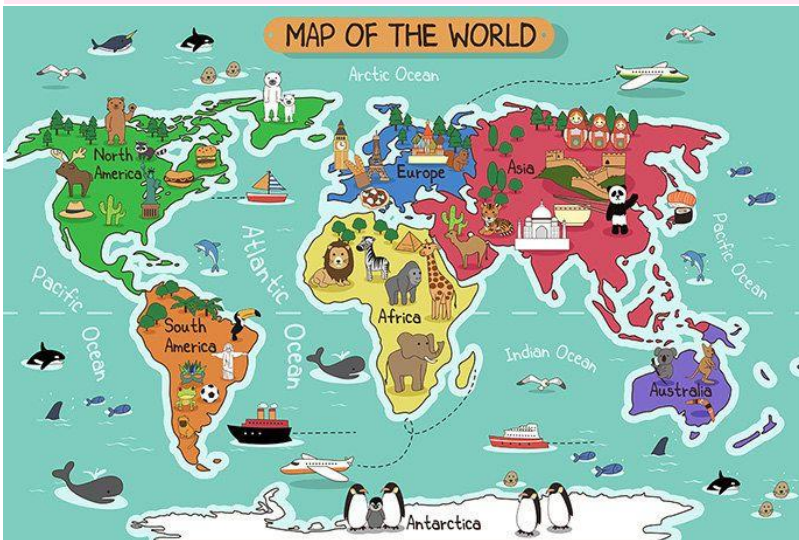 MAP OF THE WORLD
Arctic Ocean
North
America
Europe
Asia
Atlantic
Ocean
Pacific
Ocean
Pacific Ocean
Africa
South
America
Indian Ocean
Australia
Antarctica